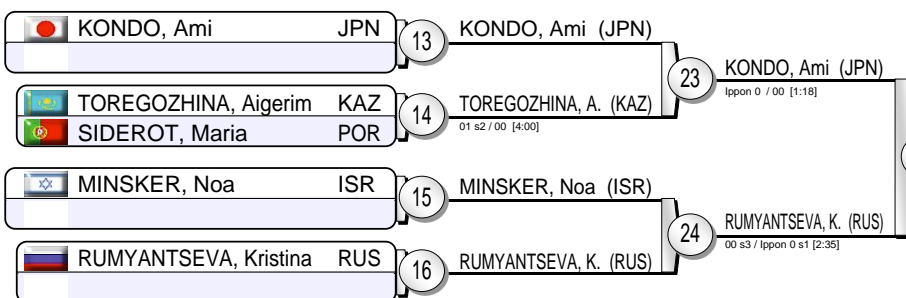 KONDO, Ami JPN
13
KONDO, Ami (JPN)
TOREGOZHINA, Aigerim KAZ
SIDEROT, Maria POR
14
TOREGOZHINA, A. (KAZ)
01 s2 / 00 [4:00]
23
KONDO, Ami (JPN)
Ippon 0 / 00 [1:18]
MINSKER, Noa ISR
15
MINSKER, Noa (ISR)
RUMYANTSEVA, Kristina RUS
16
RUMYANTSEVA, K. (RUS)
24
RUMYANTSEVA, K. (RUS)
00 s3 / Ippon 0 s1 [2:35]